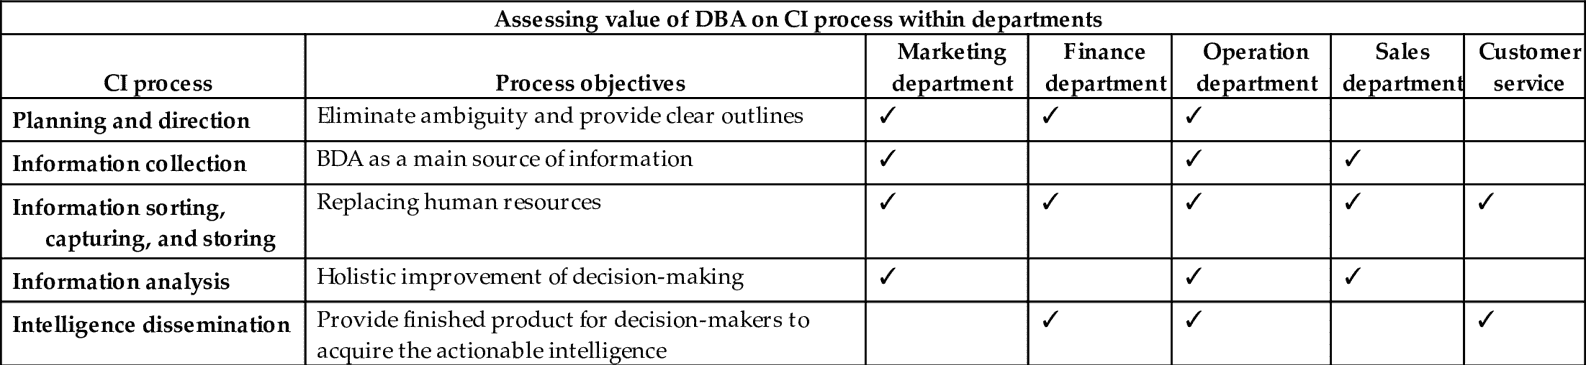 Assessing value of DBA on CI process within departments
CI process Process objectives Marketing department Finance department Operation department Sales department Customer service
Planning and direction Eliminate ambiguity and provide clear outlines ✓ ✓ ✓
Information collection BDA as a main source of information ✓ ✓ ✓
Information sorting, capturing, and storing Replacing human resources ✓ ✓ ✓ ✓ ✓
Information analysis Holistic improvement of decision-making ✓ ✓ ✓
Intelligence dissemination Provide finished product for decision-makers to acquire the actionable intelligence ✓ ✓ ✓